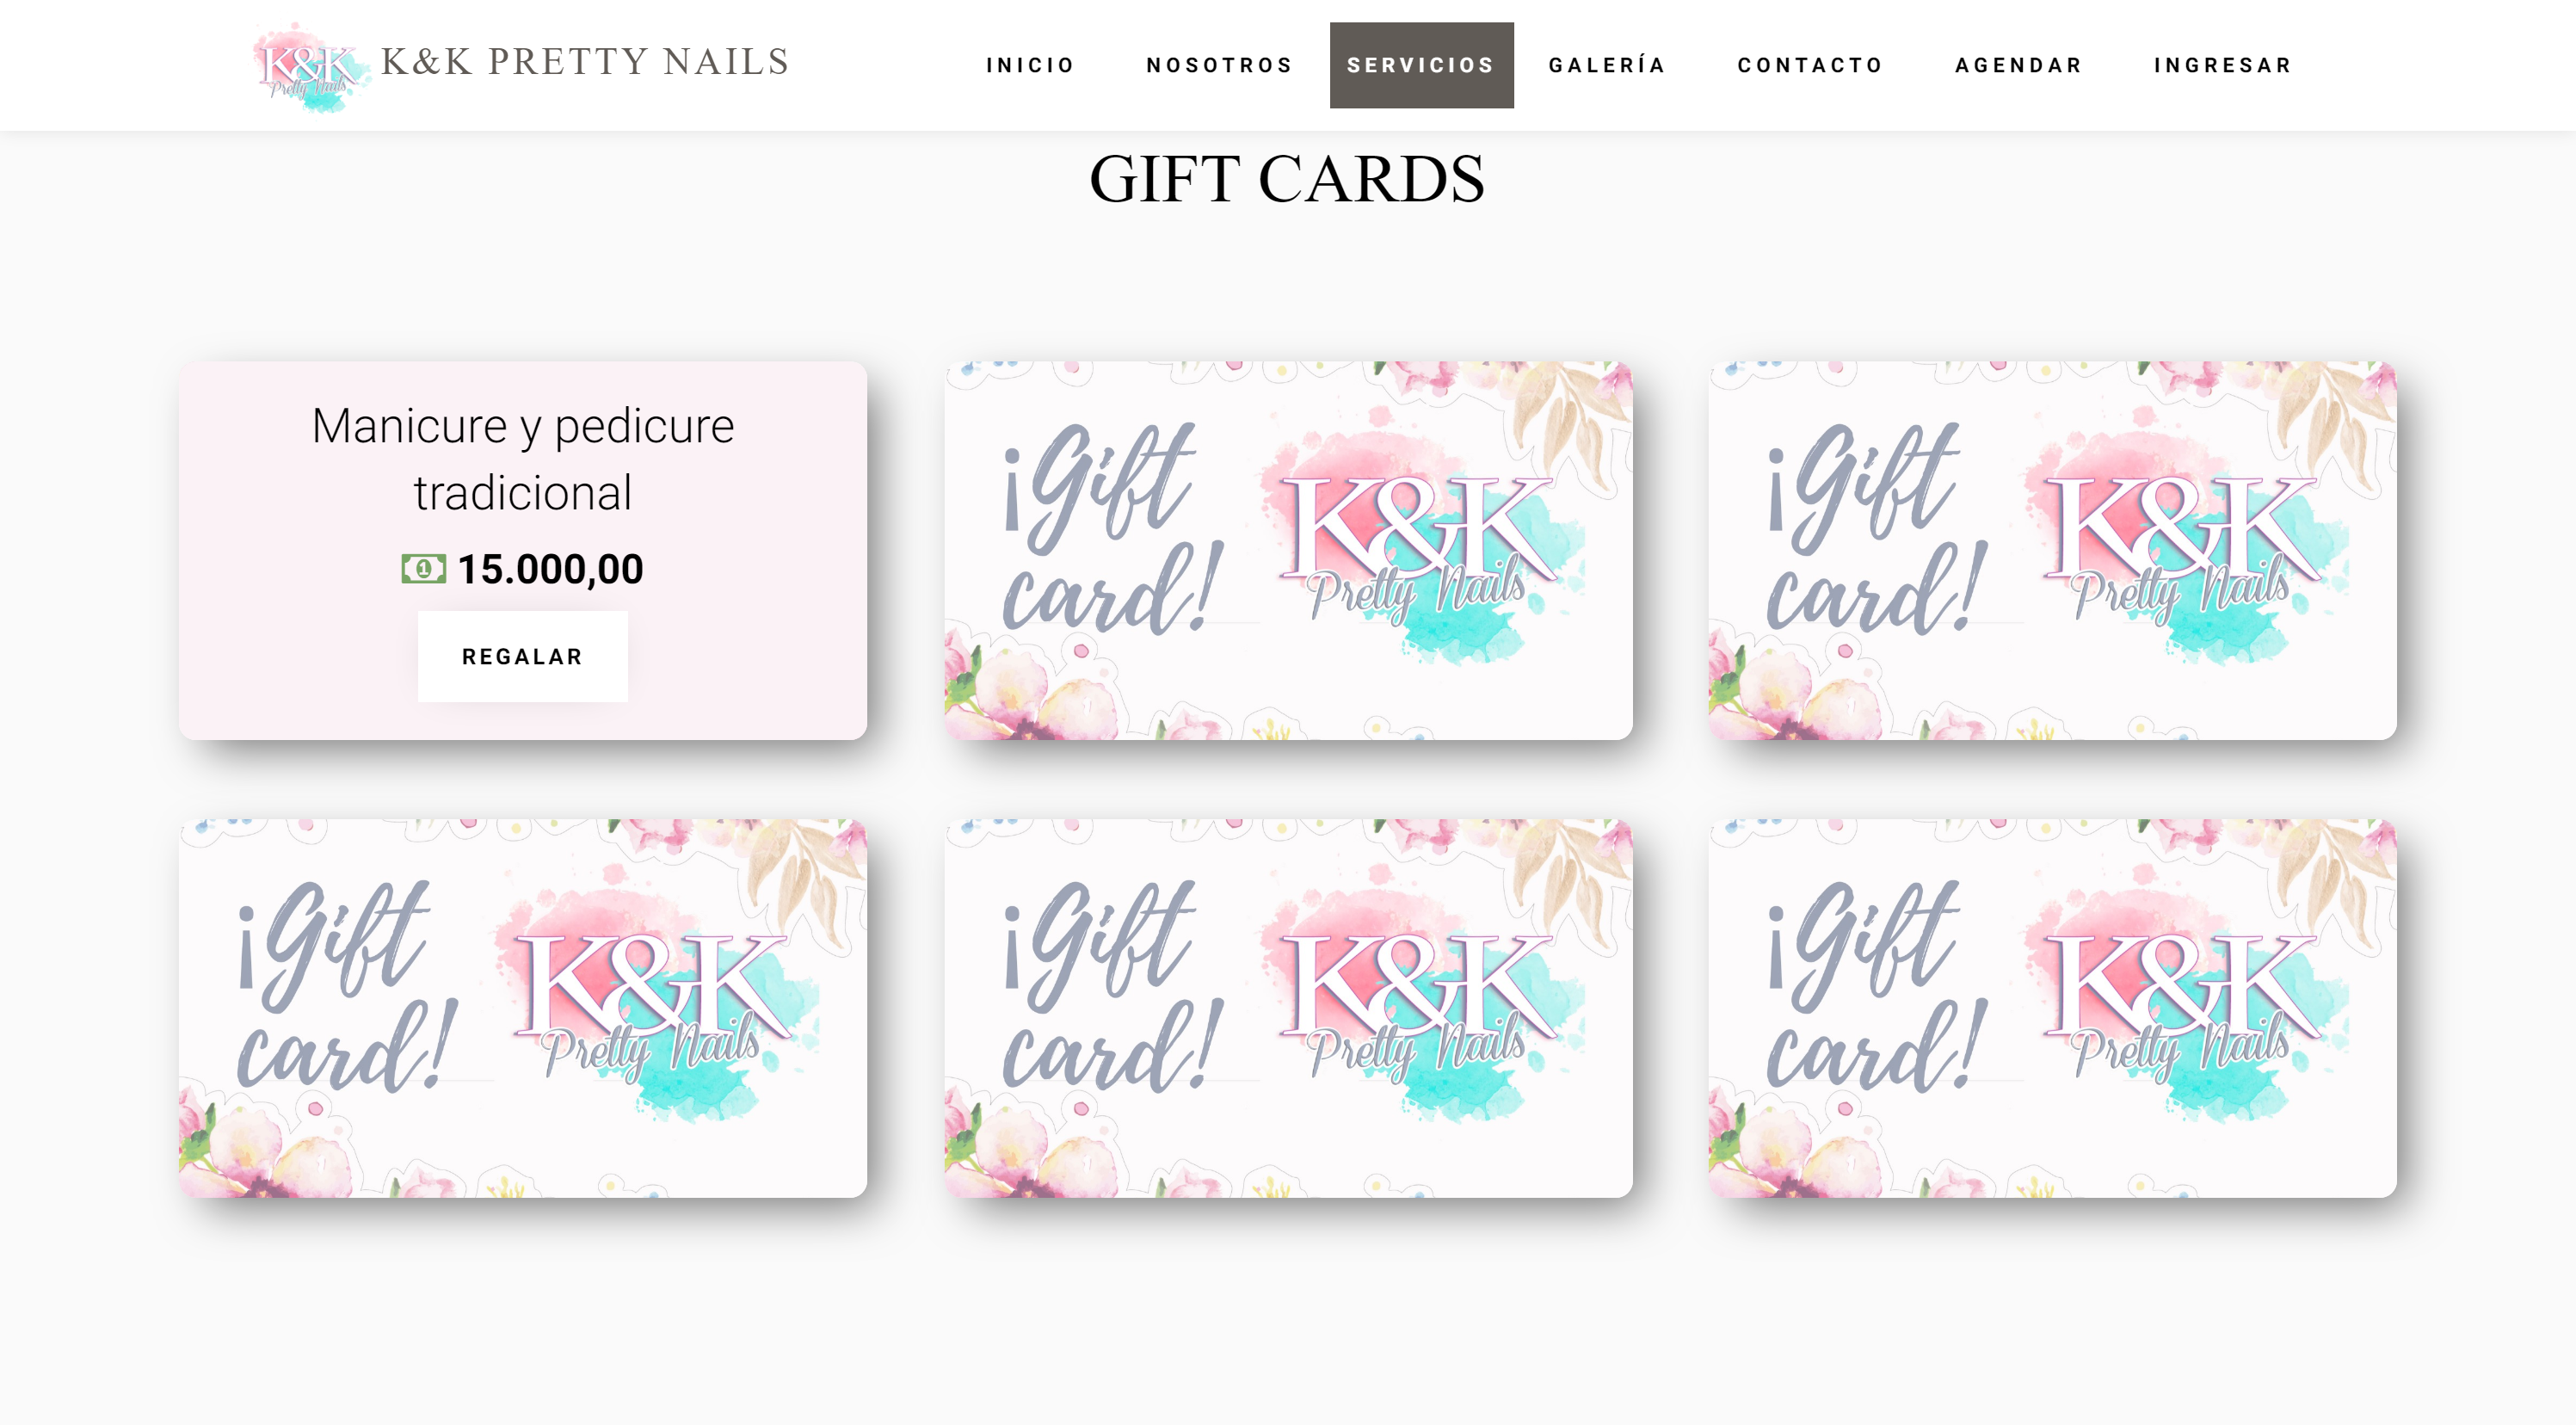 K&K
Pretty Nails
K&K PRETTY NAILS
INICIO
NOSOTROS
SERVICIOS
GALERÍA
CONTACTO
AGENDAR
INGRESAR
GIFT CARDS
Manicure y pedicure
tradicional
1
15.000,00
REGALAR
¡Gift
card!
K&K
Pretty Nails
¡Gift
card!
K&K
Pretty Nails
¡Gift
card!
K&K
Pretty Nails
¡Gift
card!
K&K
Pretty Nails
¡Gift
card!
K&K
Pretty Nails